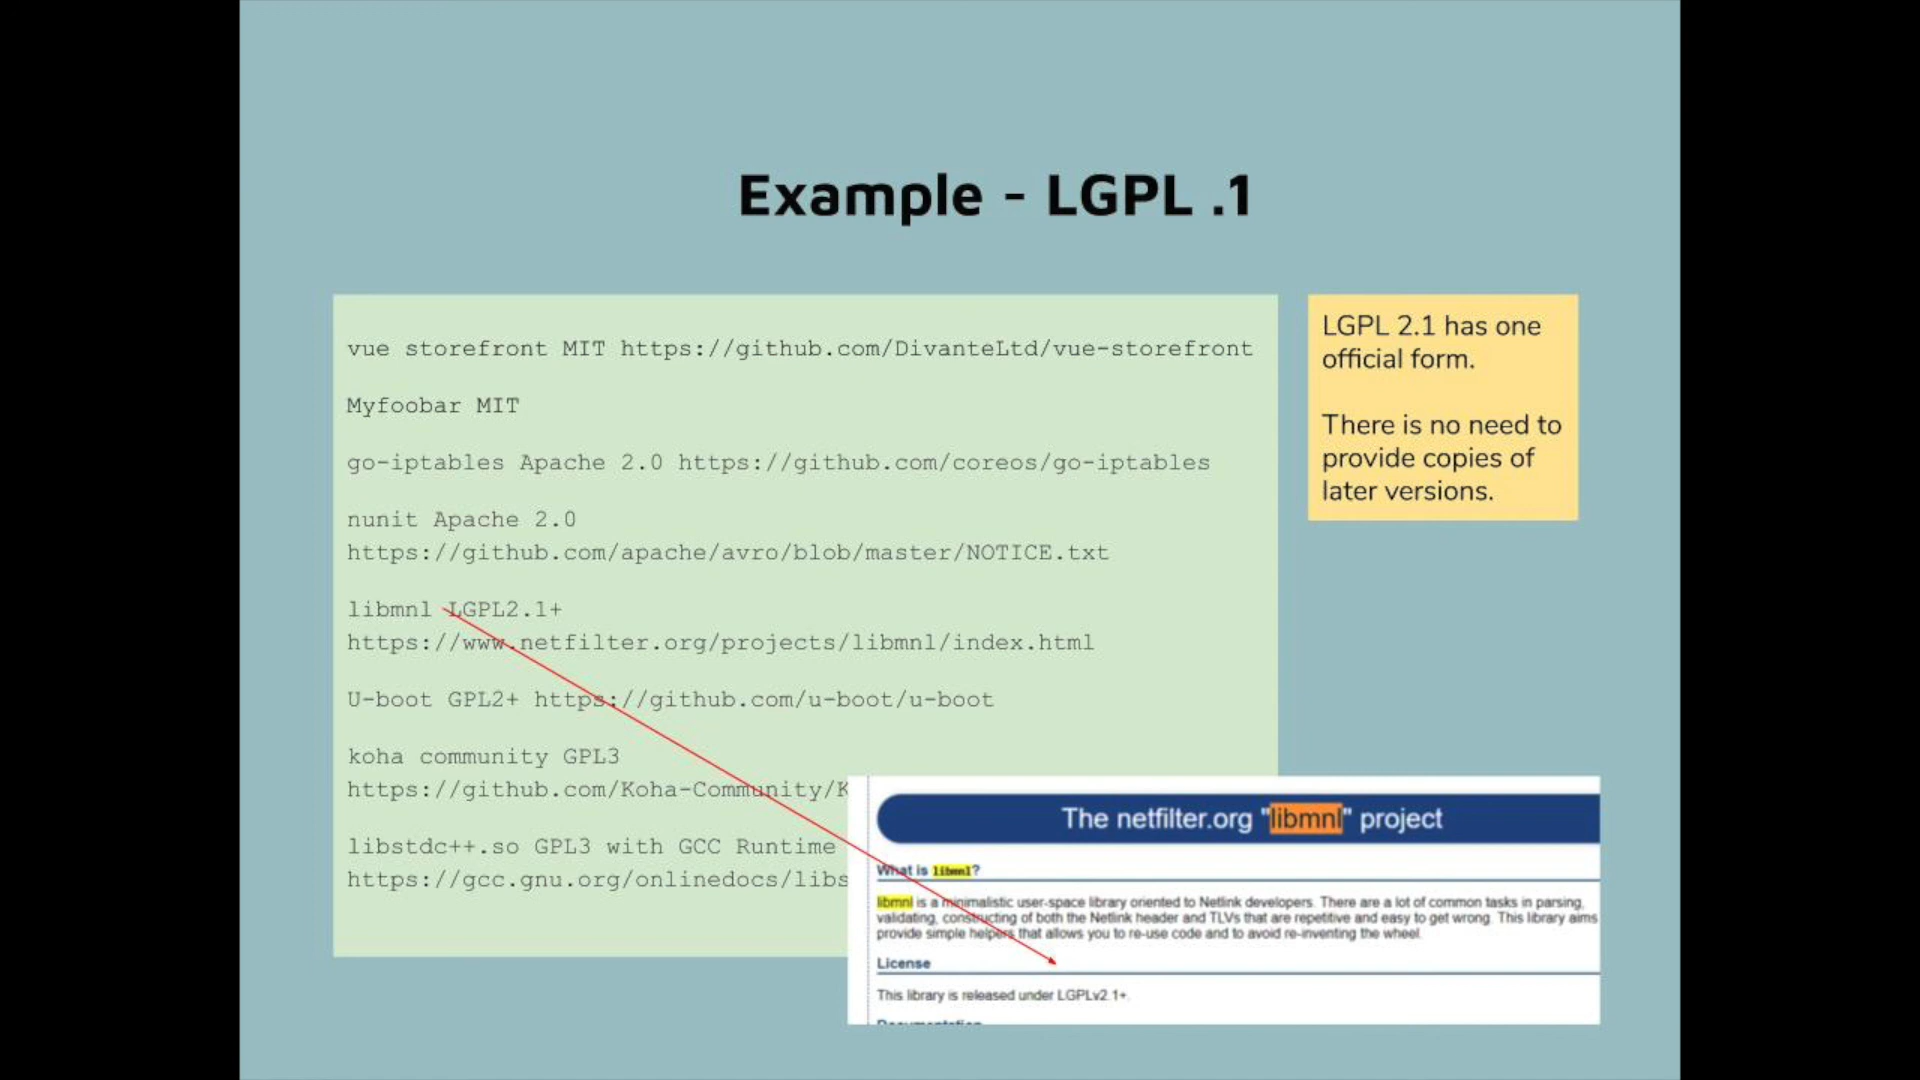 Example - LGPL .1
vue storefront MIT https://github.com/DivanteLtd/vue-storefront
Myfoobar MIT
go-iptables Apache 2.0 https://github.com/coreos/go-iptables
nunit Apache 2.0
https://github.com/apache/avro/blob/master/NOTICE.txt
libmnl LGPL2.1+
https://www.netfilter.org/projects/libmnl/index.html
U-boot GPL2+ https://github.com/u-boot/u-boot
koha community GPL3
https://github.com/Koha-Community/K
libstdc++.so GPL3 with GCC Runtime
https://gcc.gnu.org/onlinedocs/libs
LGPL 2.1 has one
official form.
There is no need to
provide copies of
later versions.
The netfilter.org "libmnl" project
What is libmnl?
libmnl is a minimalistic user-space library oriented to Netlink developers. There are a lot of common tasks in parsing,
validating, constructing of both the Netlink header and TLVs that are repetitive and easy to get wrong. This library aims
provide simple helpers that allows you to re-use code and to avoid re-inventing the wheel.
License
This library is released under LGPLv2.1+.
Documentation